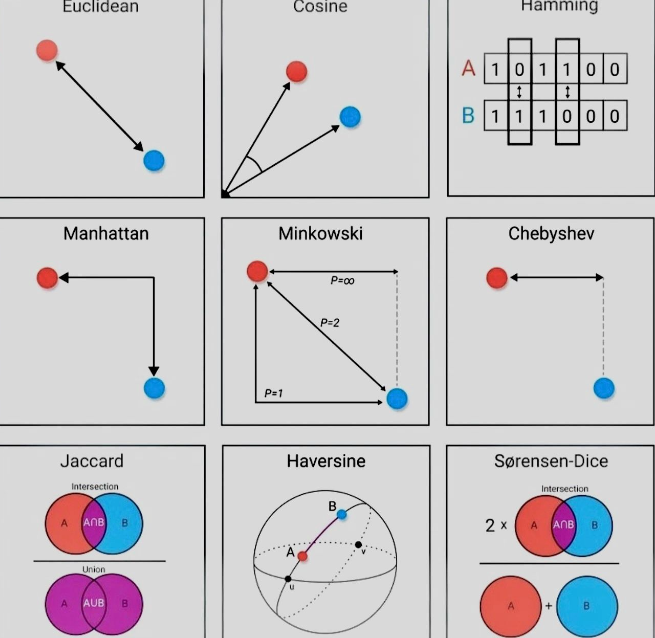 Euclidean
Cosine
Hamming
A 1 0 1 1 0 0
B 1 1 1 0 0 0
Manhattan
Minkowski
P=∞
P=2
P=1
Chebyshev
Jaccard
Intersection
A A∩B B
Union
A A∪B B
Haversine
B
A
v
u
Sørensen-Dice
Intersection
2 x A A∩B B
A + B